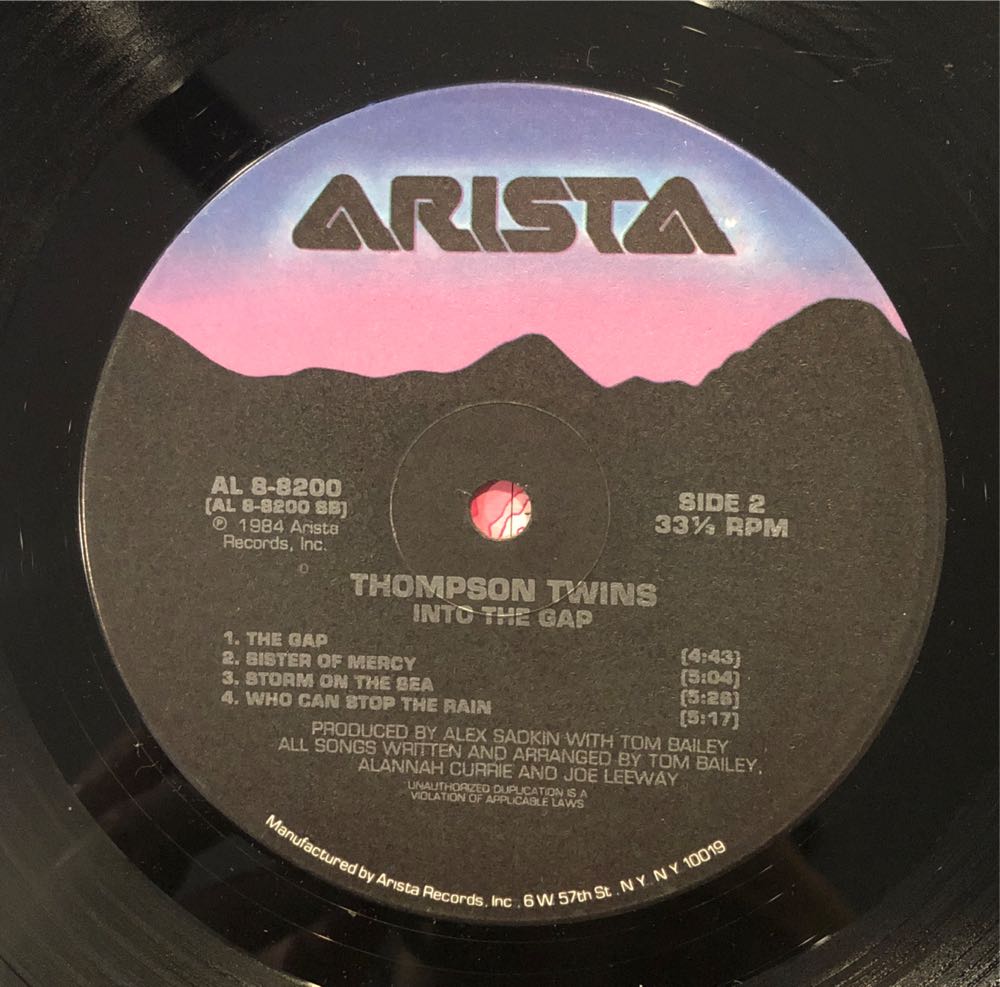 ARISTA
AL 8-8200
(AL 8-8200 SB)
℗ 1984 Arista
Records, Inc.
SIDE 2
33⅓ RPM
THOMPSON TWINS
INTO THE GAP
1. THE GAP (4:43)
2. SISTER OF MERCY (5:04)
3. STORM ON THE SEA (5:28)
4. WHO CAN STOP THE RAIN (5:17)
PRODUCED BY ALEX SADKIN WITH TOM BAILEY
ALL SONGS WRITTEN AND ARRANGED BY TOM BAILEY,
ALANNAH CURRIE AND JOE LEEWAY
UNAUTHORIZED DUPLICATION IS A
VIOLATION OF APPLICABLE LAWS
Manufactured by Arista Records, Inc., 6 W. 57th St. N.Y. N.Y. 10019